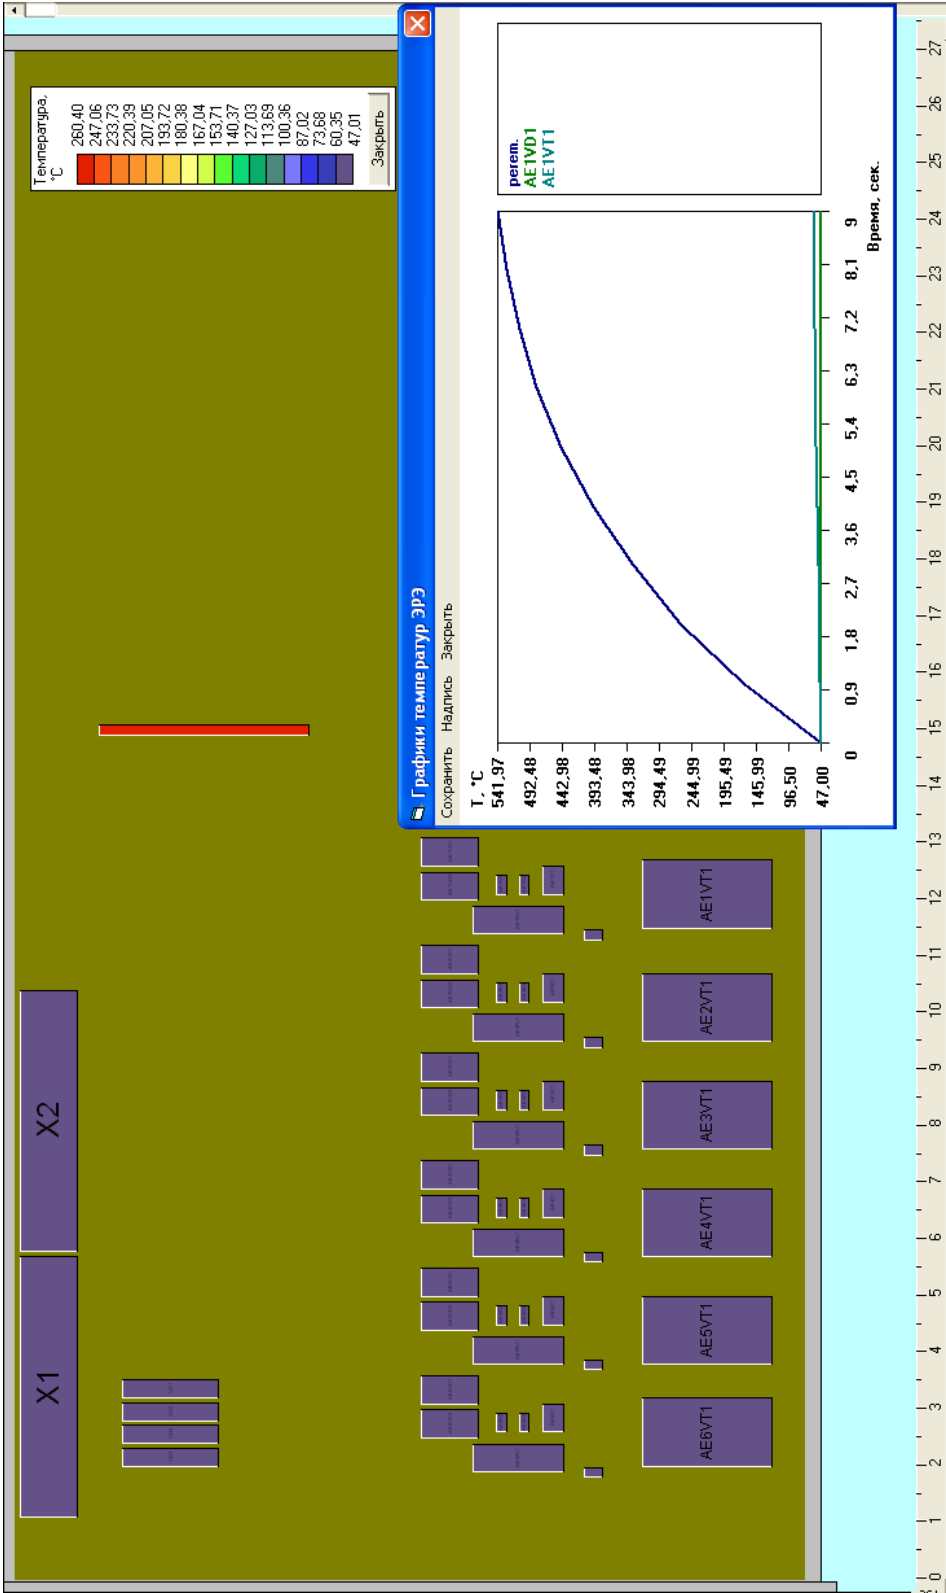 X1
X2
Температура,
°C
260,40
247,06
233,73
220,39
207,05
193,72
180,38
167,04
153,71
140,37
127,03
113,69
100,36
87,02
73,68
60,35
47,01
Закрыть
AE6VT1
AE5VT1
AE4VT1
AE3VT1
AE2VT1
AE1VT1
Графики температур ЭРЭ
Сохранить Надпись Закрыть
T, °C
541,97
492,48
442,98
393,48
343,98
294,49
244,99
195,49
145,99
96,50
47,00
0 0,9 1,8 2,7 3,6 4,5 5,4 6,3 7,2 8,1 9
Время, сек.
perem.
AE1VD1
AE1VT1
0 1 2 3 4 5 6 7 8 9 10 11 12 13 14 15 16 17 18 19 20 21 22 23 24 25 26 27